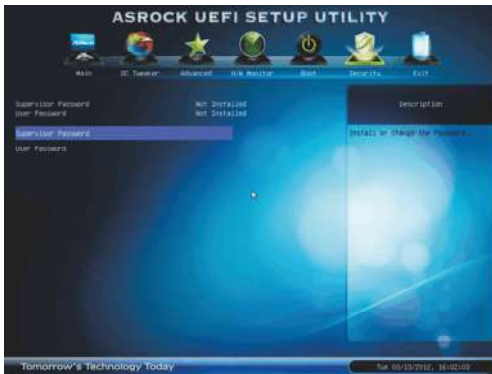 ASROCK UEFI SETUP UTILITY
Main OC Tweaker Advanced H/W Monitor Boot Security Exit
Supervisor Password Not Installed
User Password Not Installed
Description
Supervisor Password
Install or Change the Password.
User Password
Tomorrow's Technology Today
Tue 03/13/2012, 16:02:03